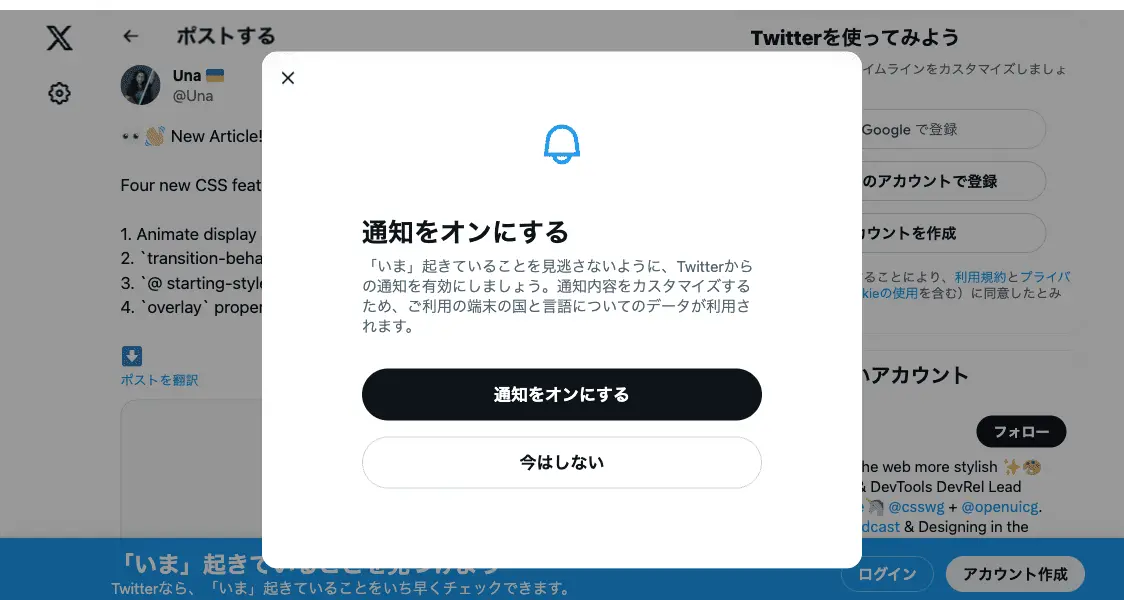 ポストする
Una
@Una
New Article!
Four new CSS feat
1. Animate display
2. `transition-beha
3. `@ starting-style
4. `overlay` proper
ポストを翻訳
通知をオンにする
「いま」起きていることを見逃さないように、Twitterから
の通知を有効にしましょう。通知内容をカスタマイズする
ため、ご利用の端末の国と言語についてのデータが利用さ
れます。
通知をオンにする
今はしない
Twitterを使ってみよう
イムラインをカスタマイズしましょ
Google で登録
のアカウントで登録
カウントを作成
ることにより、利用規約とプライバ
kieの使用を含む）に同意したとみ
いアカウント
フォロー
he web more stylish
& DevTools DevRel Lead
@csswg + @openuicg.
dcast & Designing in the
「いま」起きていることを見つけよう
Twitterなら、「いま」起きていることをいち早くチェックできます。
ログイン
アカウント作成